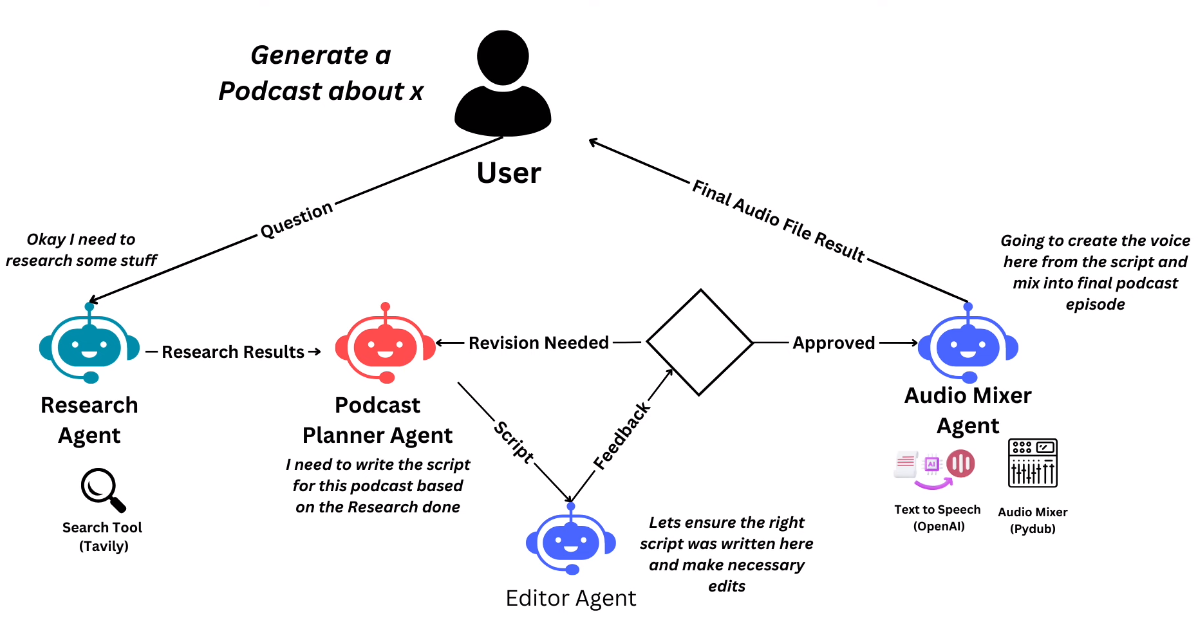 Generate a
Podcast about x
User
Question
Final Audio File Result
Okay I need to
research some stuff
Going to create the voice
here from the script and
mix into final podcast
episode
Research Results
Revision Needed
Approved
Research
Agent
Podcast
Planner Agent
Audio Mixer
Agent
Script
Feedback
I need to write the script
for this podcast based
on the Research done
Search Tool
(Tavily)
AI
Text to Speech
(OpenAI)
Audio Mixer
(Pydub)
Lets ensure the right
script was written here
and make necessary
edits
Editor Agent